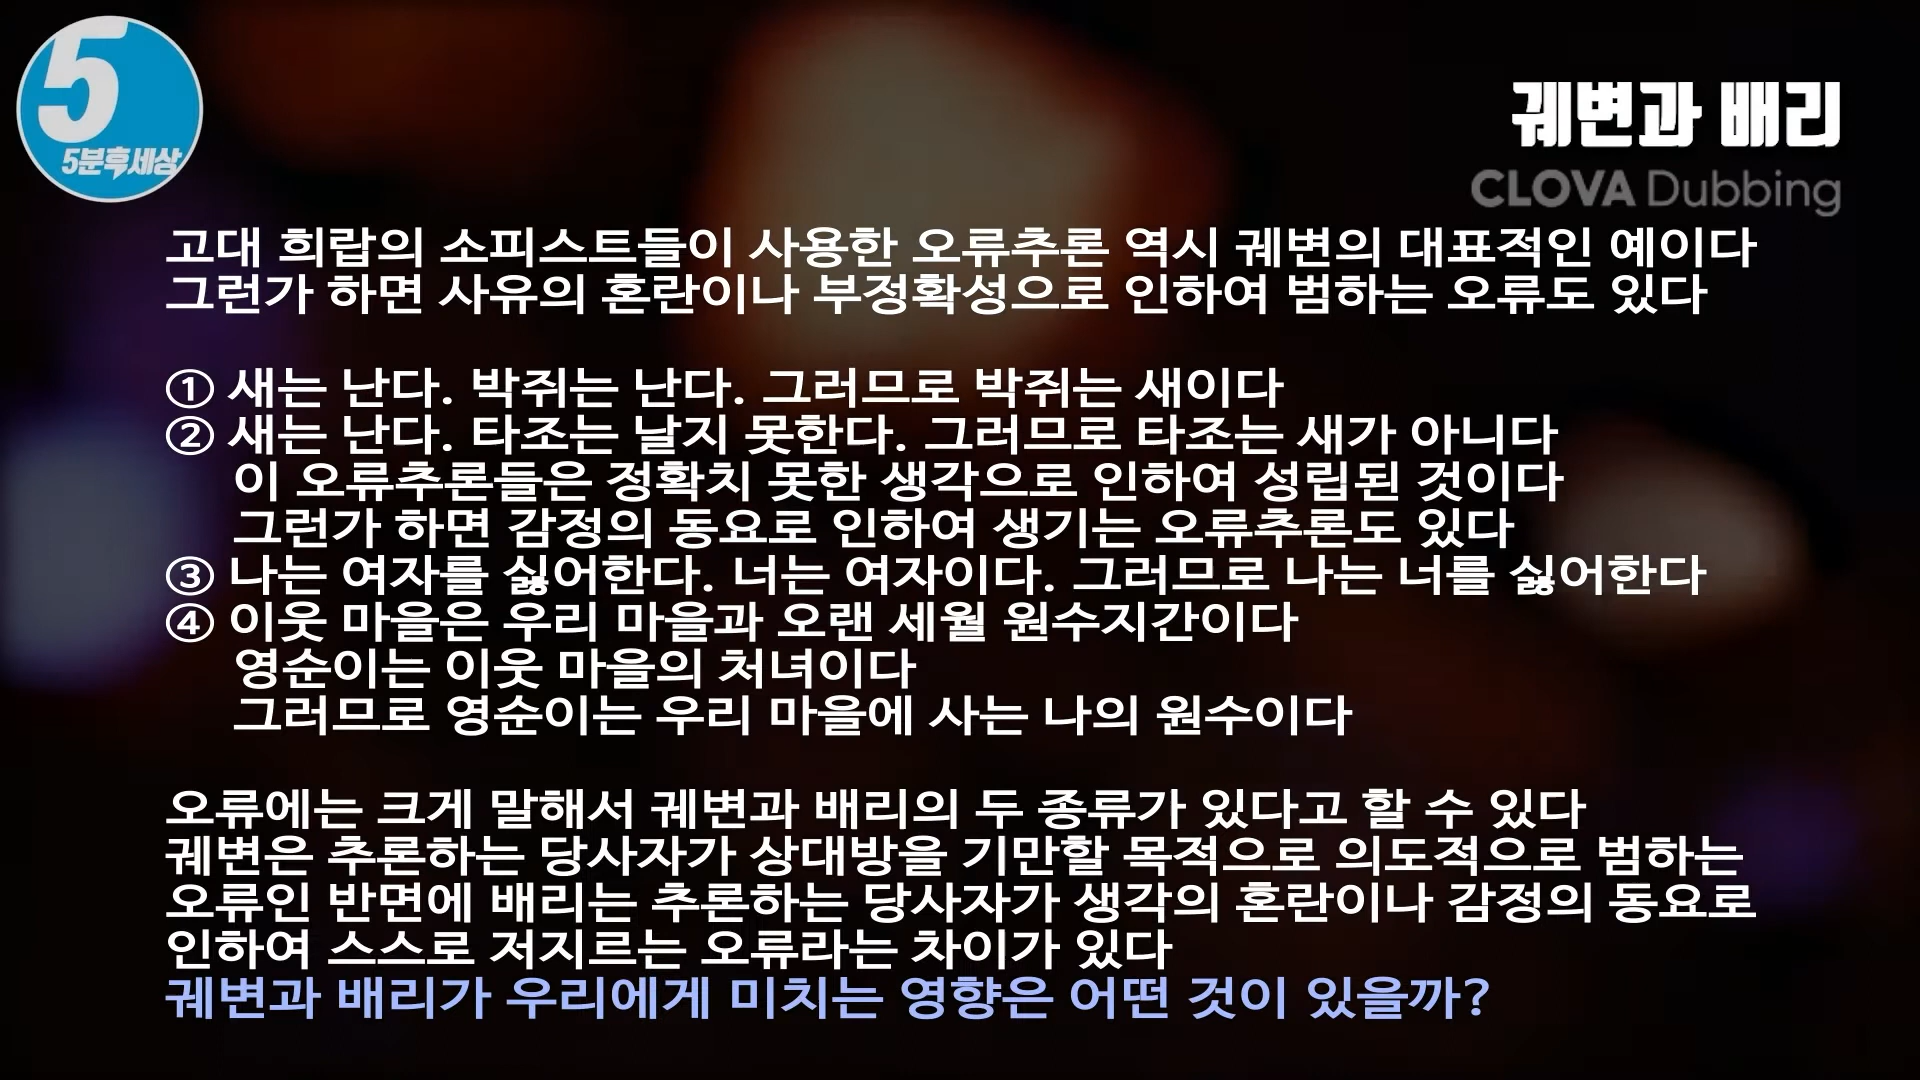 5
5분후세상
궤변과 배리
CLOVA Dubbing
고대 희랍의 소피스트들이 사용한 오류추론 역시 궤변의 대표적인 예이다
그런가 하면 사유의 혼란이나 부정확성으로 인하여 범하는 오류도 있다
① 새는 난다. 박쥐는 난다. 그러므로 박쥐는 새이다
② 새는 난다. 타조는 날지 못한다. 그러므로 타조는 새가 아니다
이 오류추론들은 정확치 못한 생각으로 인하여 성립된 것이다
그런가 하면 감정의 동요로 인하여 생기는 오류추론도 있다
③ 나는 여자를 싫어한다. 너는 여자이다. 그러므로 나는 너를 싫어한다
④ 이웃 마을은 우리 마을과 오랜 세월 원수지간이다
영순이는 이웃 마을의 처녀이다
그러므로 영순이는 우리 마을에 사는 나의 원수이다
오류에는 크게 말해서 궤변과 배리의 두 종류가 있다고 할 수 있다
궤변은 추론하는 당사자가 상대방을 기만할 목적으로 의도적으로 범하는
오류인 반면에 배리는 추론하는 당사자가 생각의 혼란이나 감정의 동요로
인하여 스스로 저지르는 오류라는 차이가 있다
궤변과 배리가 우리에게 미치는 영향은 어떤 것이 있을까?